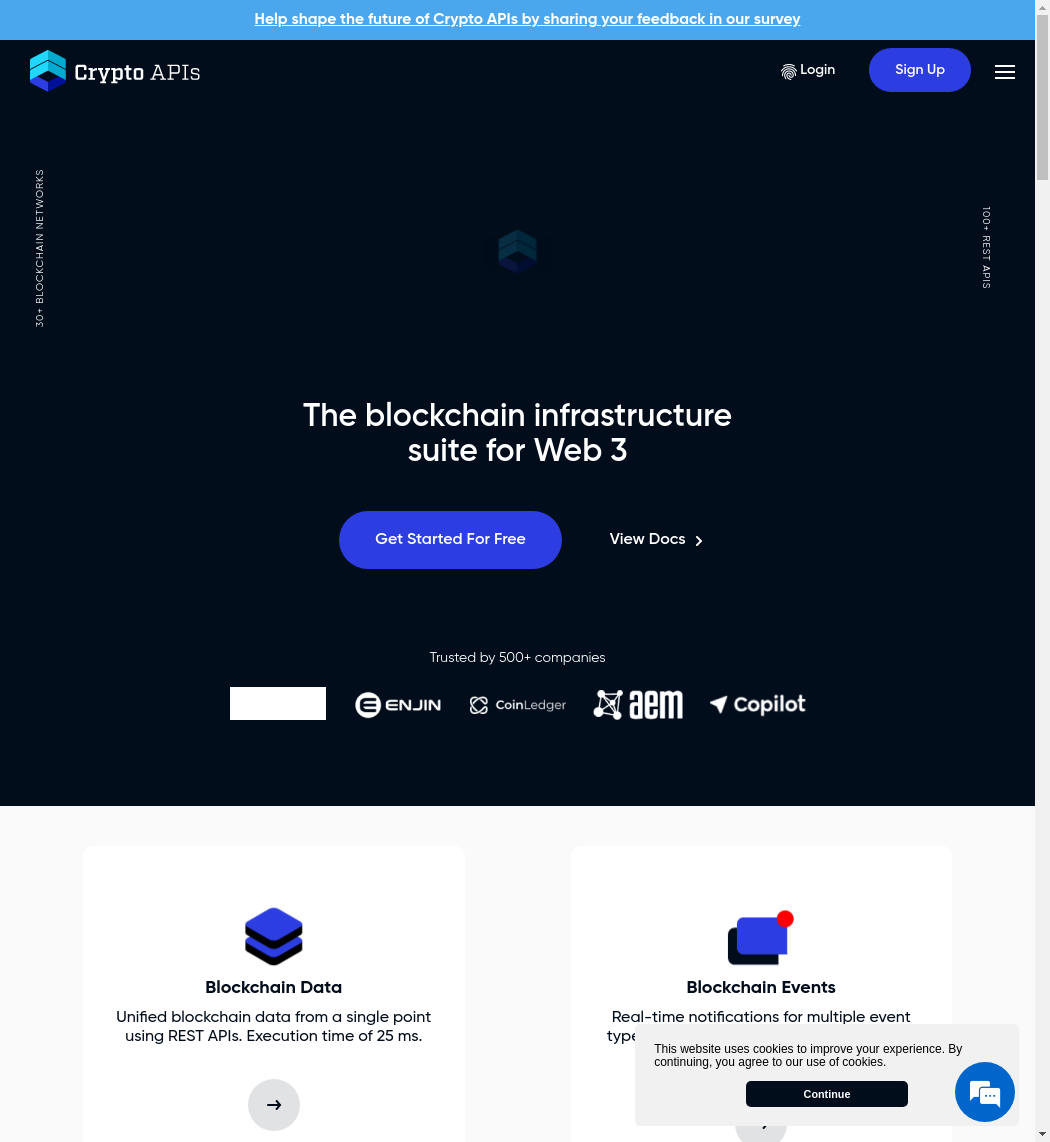 Help shape the future of Crypto APIs by sharing your feedback in our survey
Crypto APIs
Login
Sign Up
30+ BLOCKCHAIN NETWORKS
100+ REST APIS
The blockchain infrastructure
suite for Web 3
Get Started For Free
View Docs
Trusted by 500+ companies
ENJIN
CoinLedger
aem
Copilot
Blockchain Data
Unified blockchain data from a single point
using REST APIs. Execution time of 25 ms.
Blockchain Events
Real-time notifications for multiple event
This website uses cookies to improve your experience. By
continuing, you agree to our use of cookies.
Continue